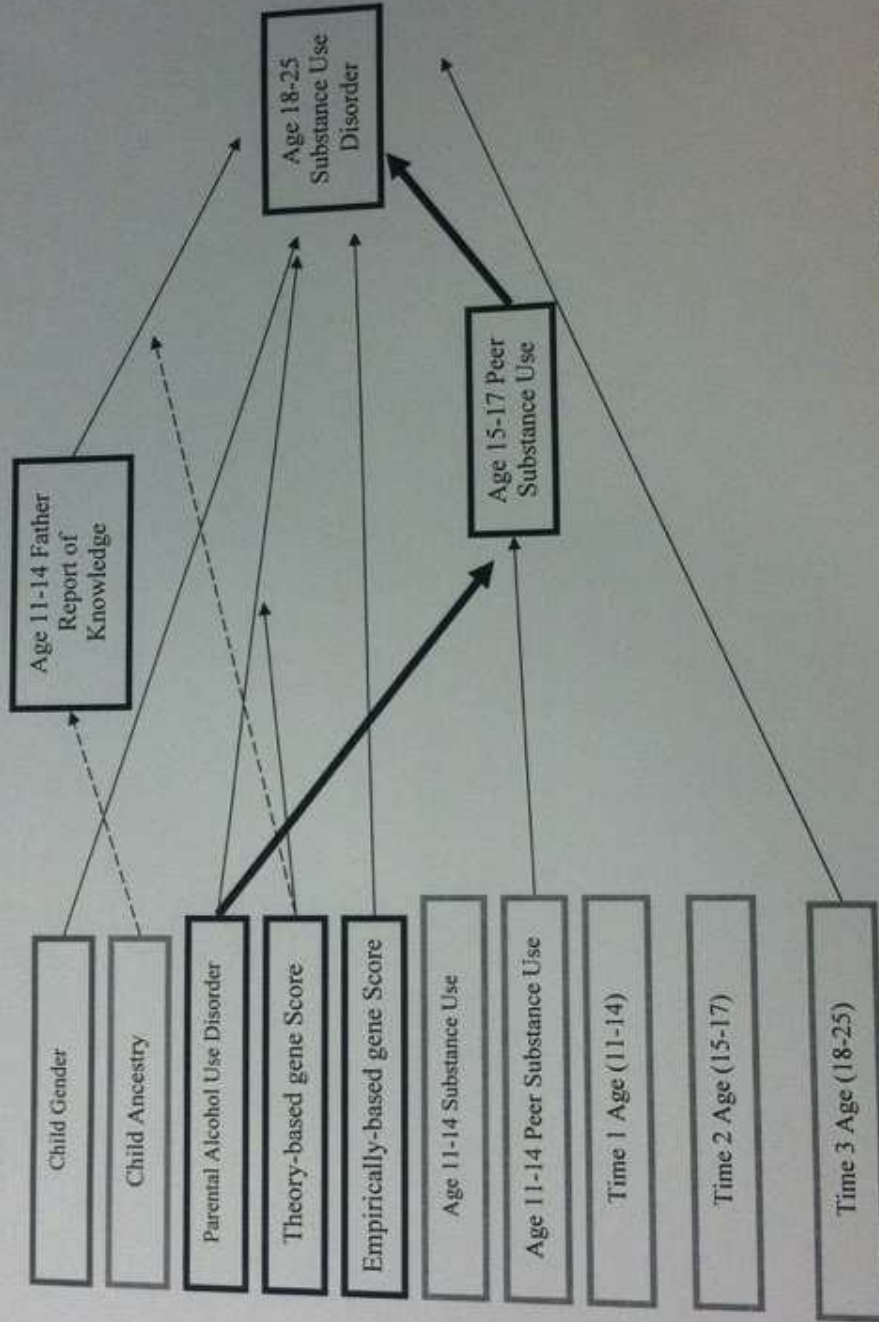 Child Gender
Child Ancestry
Parental Alcohol Use Disorder
Theory-based gene Score
Empirically-based gene Score
Age 11-14 Substance Use
Age 11-14 Peer Substance Use
Time 1 Age (11-14)
Time 2 Age (15-17)
Time 3 Age (18-25)
Age 11-14 Father
Report of
Knowledge
Age 15-17 Peer
Substance Use
Age 18-25
Substance Use
Disorder